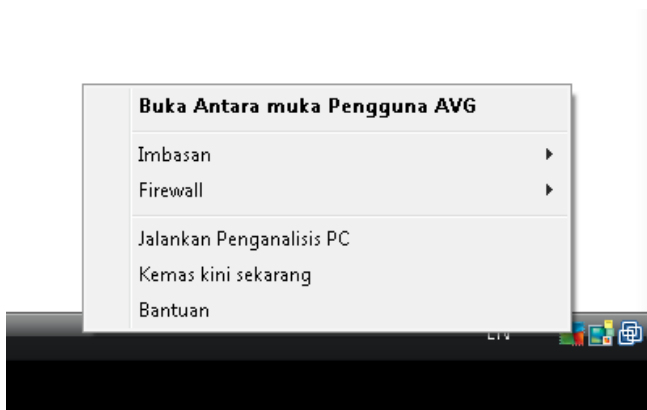 Buka Antara muka Pengguna AVG
Imbasan
Firewall
Jalankan Penganalisis PC
Kemas kini sekarang
Bantuan